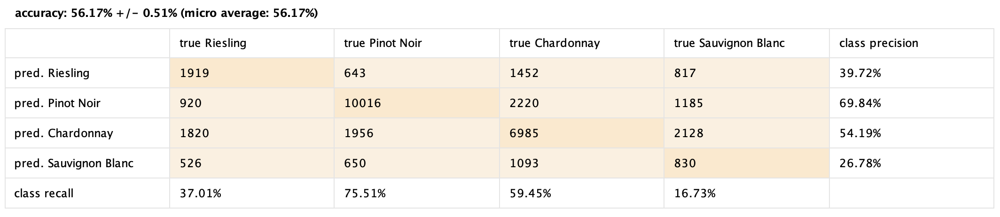 accuracy: 56.17% +/- 0.51% (micro average: 56.17%)
true Riesling true Pinot Noir true Chardonnay true Sauvignon Blanc class precision
pred. Riesling 1919 643 1452 817 39.72%
pred. Pinot Noir 920 10016 2220 1185 69.84%
pred. Chardonnay 1820 1956 6985 2128 54.19%
pred. Sauvignon Blanc 526 650 1093 830 26.78%
class recall 37.01% 75.51% 59.45% 16.73%